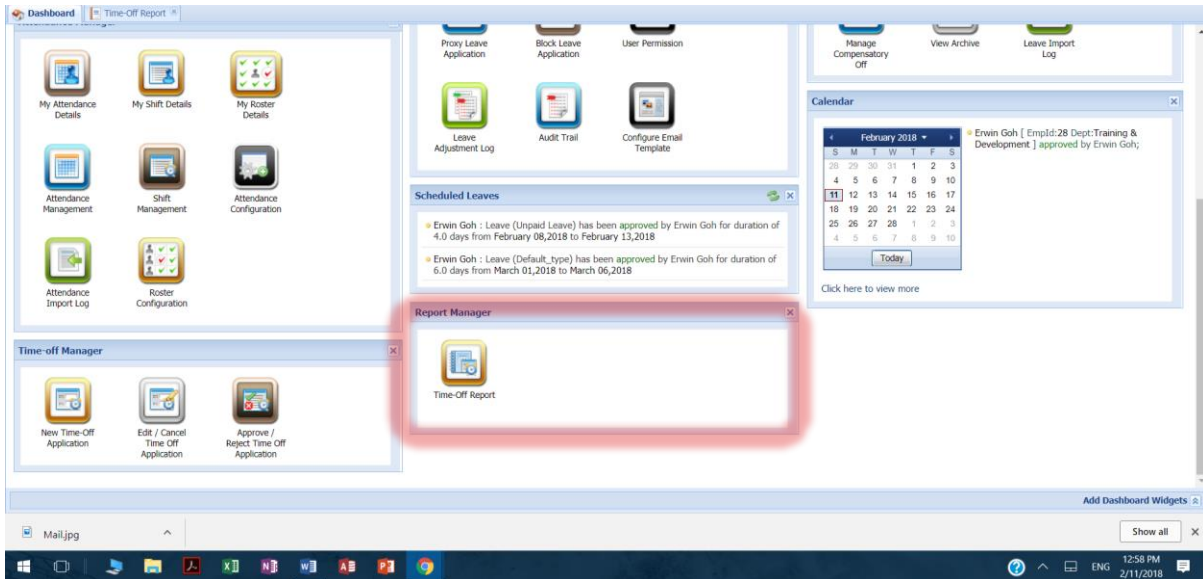 Dashboard
Time-Off Report
Attendance Manager
My Attendance
Details
My Shift Details
My Roster
Details
Attendance
Management
Shift
Management
Attendance
Configuration
Attendance
Import Log
Roster
Configuration
Time-off Manager
New Time-Off
Application
Edit / Cancel
Time Off
Application
Approve /
Reject Time Off
Application
Proxy Leave
Application
Block Leave
Application
User Permission
Leave
Adjustment Log
Audit Trail
Configure Email
Template
Scheduled Leaves
Erwin Goh : Leave (Unpaid Leave) has been approved by Erwin Goh for duration of
4.0 days from February 08,2018 to February 13,2018
Erwin Goh : Leave (Default_type) has been approved by Erwin Goh for duration of
6.0 days from March 01,2018 to March 06,2018
Report Manager
Time-Off Report
Manage
Compensatory
Off
View Archive
Leave Import
Log
Calendar
February 2018
S M T W T F S
28 29 30 31 1 2 3
4 5 6 7 8 9 10
11 12 13 14 15 16 17
18 19 20 21 22 23 24
25 26 27 28 1 2 3
4 5 6 7 8 9 10
Today
Erwin Goh [ EmpId:28 Dept:Training &
Development ] approved by Erwin Goh;
Click here to view more
Add Dashboard Widgets
Mail.jpg
Show all
ENG
12:58 PM
2/11/2018